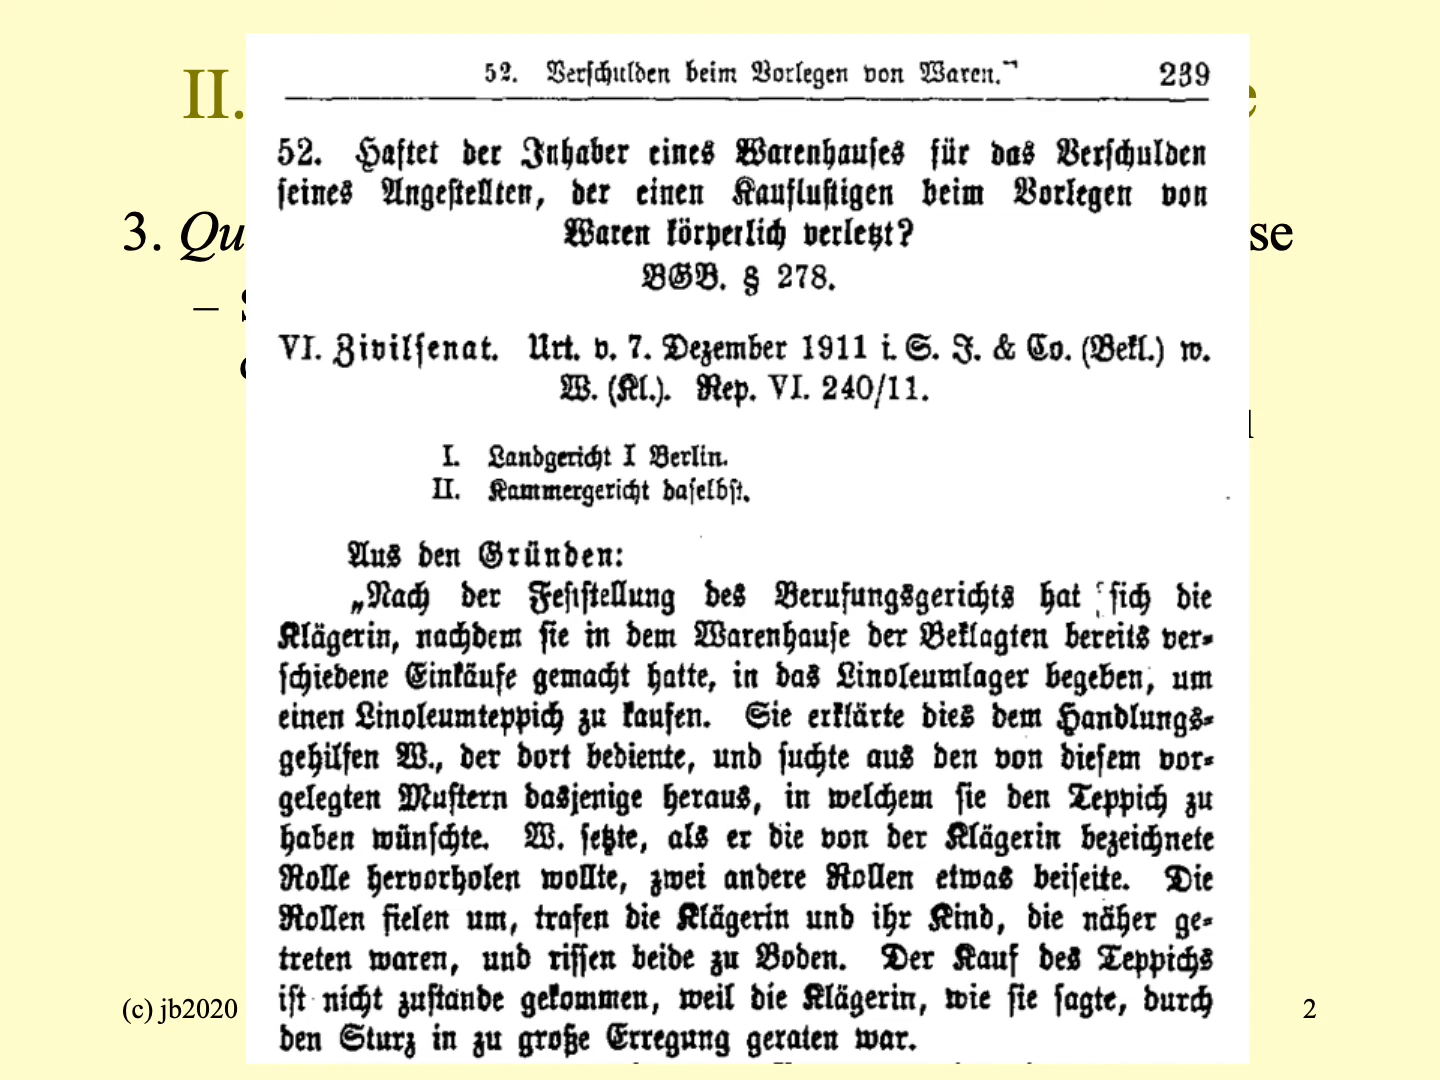 52. Verschulden beim Vorlegen von Waren. 239
II.
e
52. Haftet der Inhaber eines Warenhauses für das Verschulden
seines Angestellten, der einen Kauflustigen beim Vorlegen von
Waren körperlich verletzt?
3. Qu
se
BGB. § 278.
–
VI. Zivilsenat. Urt. v. 7. Dezember 1911 i. S. J. & Co. (Bekl.) w.
W. (Kl.). Rep. VI. 240/11.
I. Landgericht I Berlin.
II. Kammergericht daselbst.
Aus den Gründen:
„Nach der Feststellung des Berufungsgerichts hat sich die
Klägerin, nachdem sie in dem Warenhause der Beklagten bereits ver-
schiedene Einkäufe gemacht hatte, in das Linoleumlager begeben, um
einen Linoleumteppich zu kaufen. Sie erklärte dies dem Handlungs-
gehilfen W., der dort bediente, und suchte aus den von diesem vor-
gelegten Mustern dasjenige heraus, in welchem sie den Teppich zu
haben wünschte. W. setzte, als er die von der Klägerin bezeichnete
Rolle hervorholen wollte, zwei andere Rollen etwas beiseite. Die
Rollen fielen um, trafen die Klägerin und ihr Kind, die näher ge-
treten waren, und rissen beide zu Boden. Der Kauf des Teppichs
ist nicht zustande gekommen, weil die Klägerin, wie sie sagte, durch
den Sturz in zu große Erregung geraten war.
(c) jb2020
2